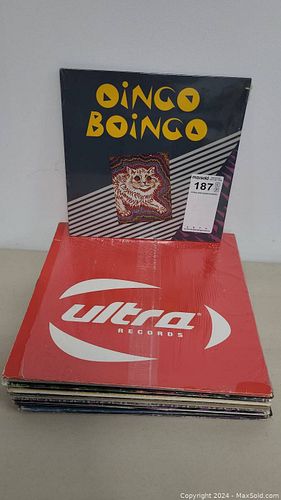 OINGO
BOINGO
187
ultra
RECORDS
Copyright © 2024 - MaxSold.com